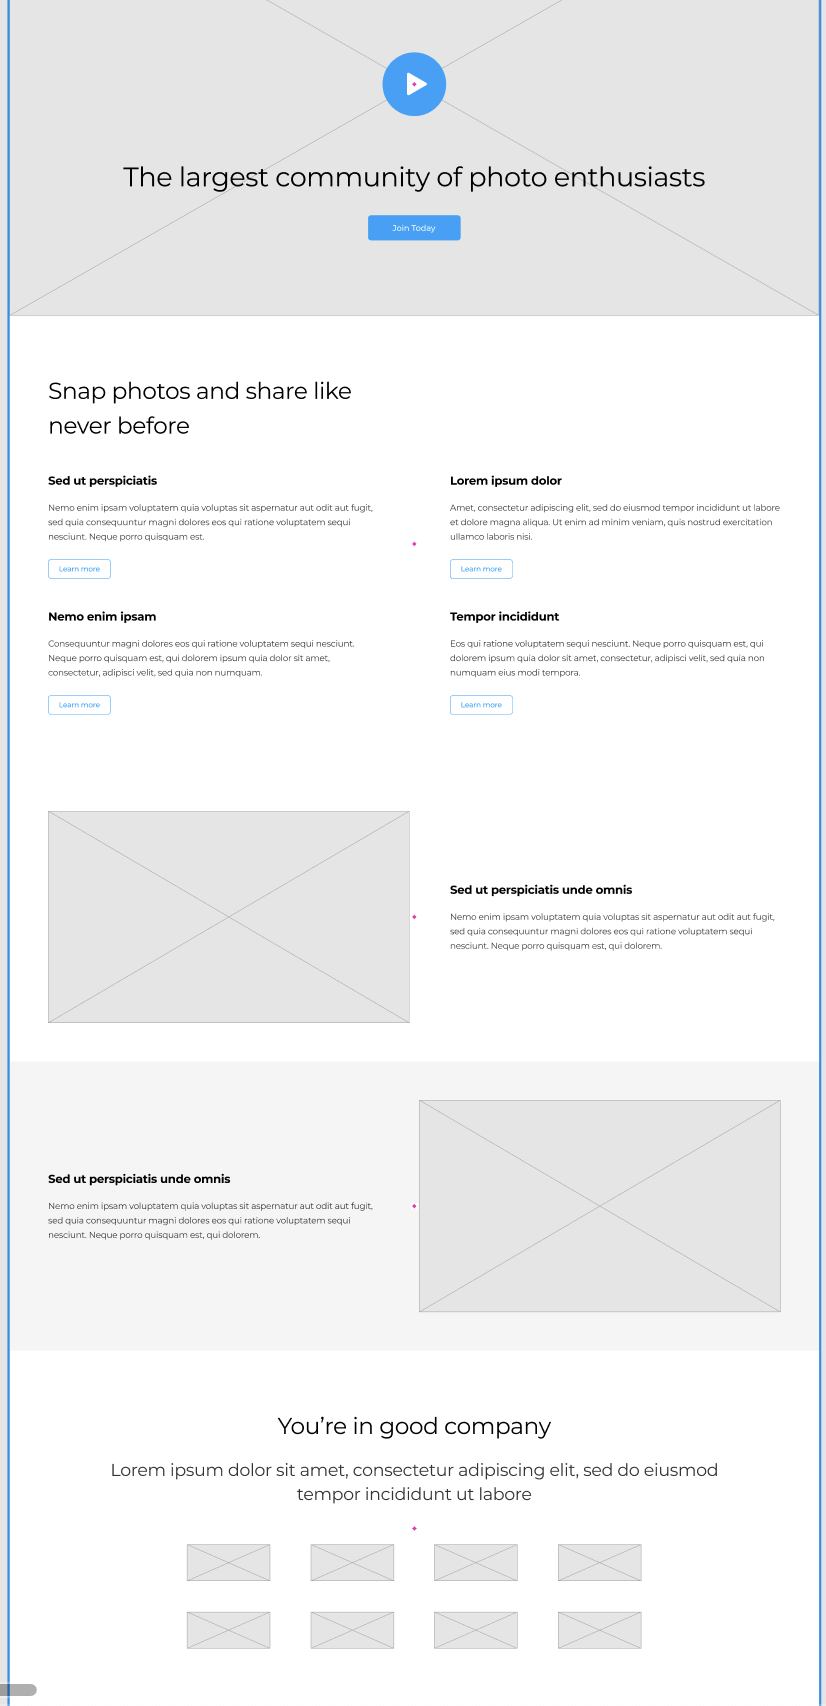 The largest community of photo enthusiasts
Join Today
Snap photos and share like
never before
Sed ut perspiciatis
Nemo enim ipsam voluptatem quia voluptas sit aspernatur aut odit aut fugit,
sed quia consequuntur magni dolores eos qui ratione voluptatem sequi
nesciunt. Neque porro quisquam est.
Learn more
Lorem ipsum dolor
Amet, consectetur adipiscing elit, sed do eiusmod tempor incididunt ut labore
et dolore magna aliqua. Ut enim ad minim veniam, quis nostrud exercitation
ullamco laboris nisi.
Learn more
Nemo enim ipsam
Consequuntur magni dolores eos qui ratione voluptatem sequi nesciunt.
Neque porro quisquam est, qui dolorem ipsum quia dolor sit amet,
consectetur, adipisci velit, sed quia non numquam.
Learn more
Tempor incididunt
Eos qui ratione voluptatem sequi nesciunt. Neque porro quisquam est, qui
dolorem ipsum quia dolor sit amet, consectetur, adipisci velit, sed quia non
numquam eius modi tempora.
Learn more
Sed ut perspiciatis unde omnis
Nemo enim ipsam voluptatem quia voluptas sit aspernatur aut odit aut fugit,
sed quia consequuntur magni dolores eos qui ratione voluptatem sequi
nesciunt. Neque porro quisquam est, qui dolorem.
Sed ut perspiciatis unde omnis
Nemo enim ipsam voluptatem quia voluptas sit aspernatur aut odit aut fugit,
sed quia consequuntur magni dolores eos qui ratione voluptatem sequi
nesciunt. Neque porro quisquam est, qui dolorem.
You’re in good company
Lorem ipsum dolor sit amet, consectetur adipiscing elit, sed do eiusmod
tempor incididunt ut labore